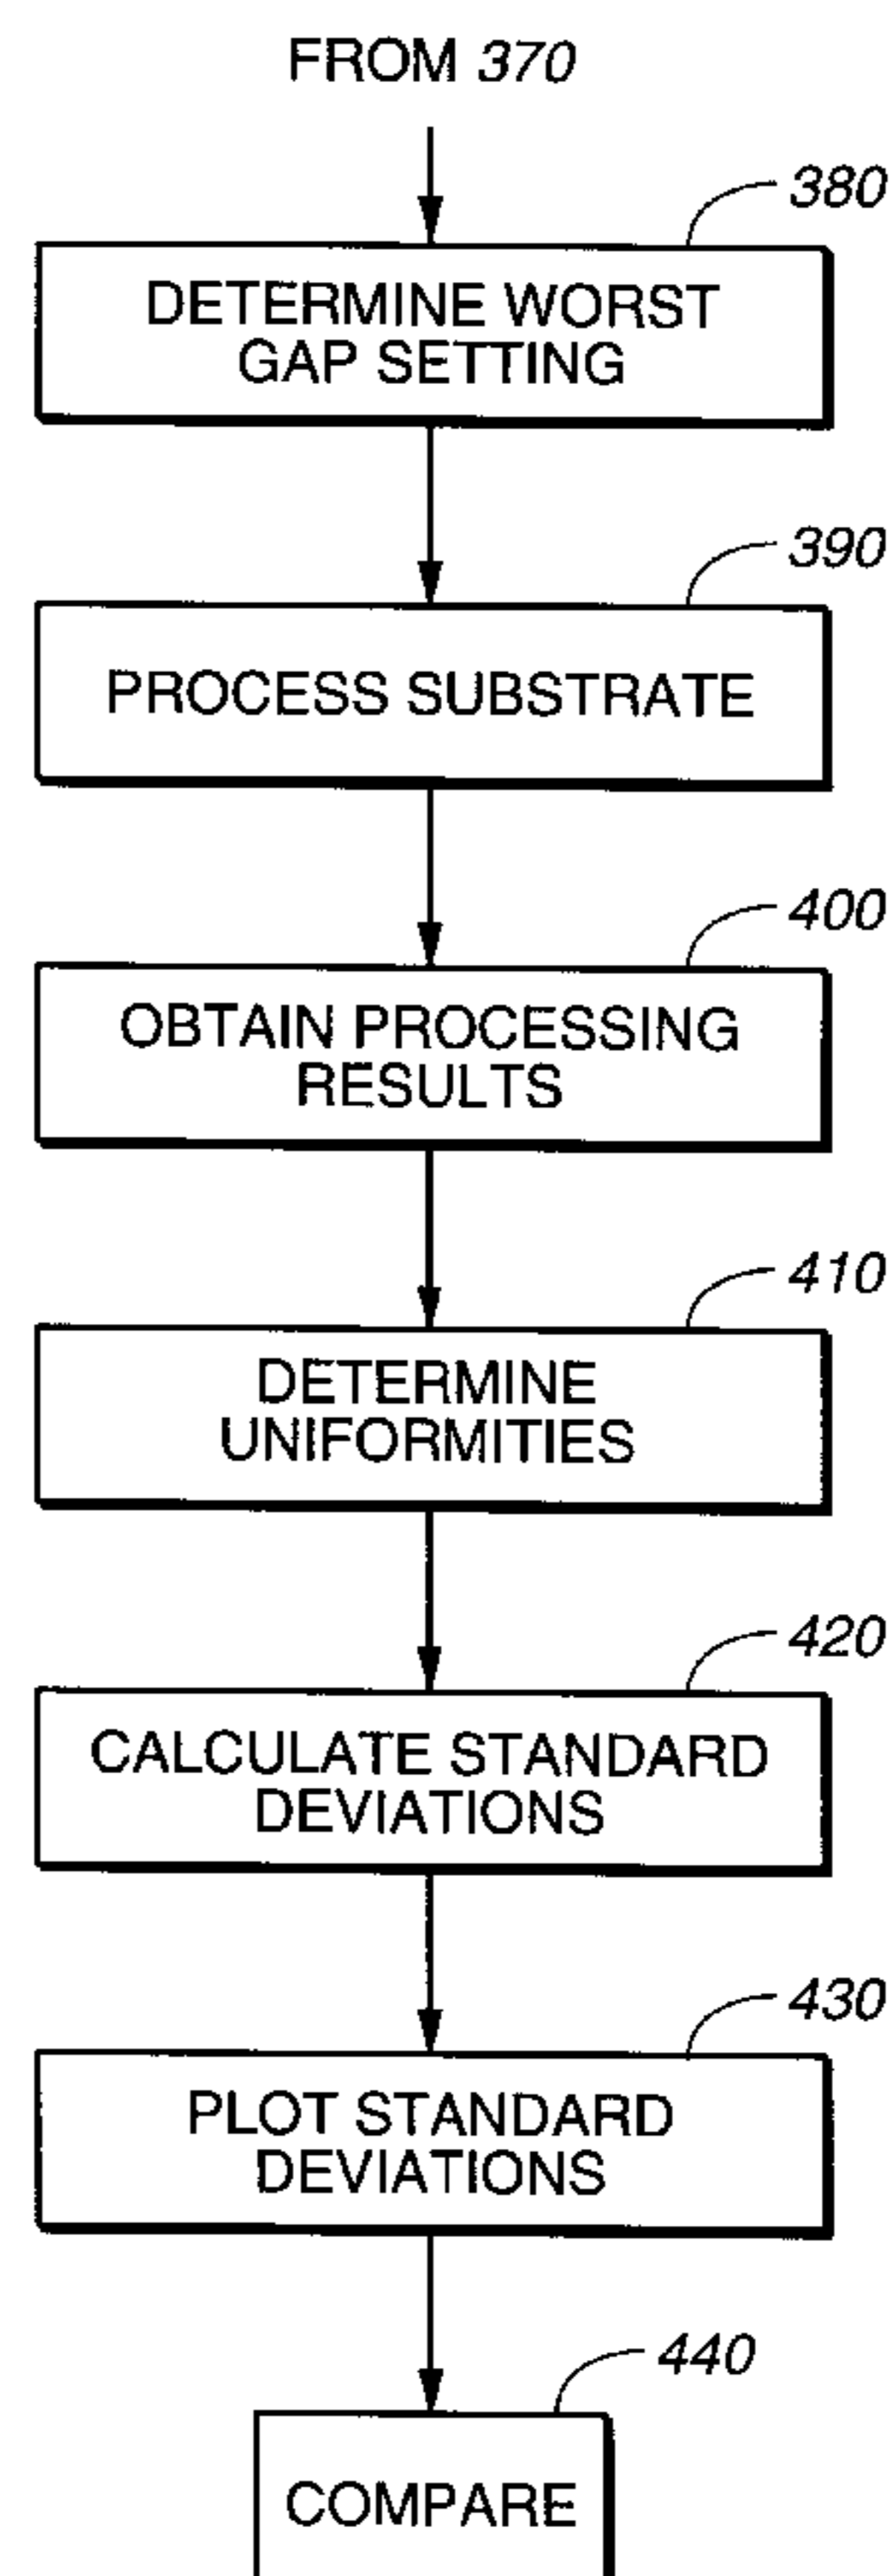 FROM 370
380
DETERMINE WORST
GAP SETTING
390
PROCESS SUBSTRATE
400
OBTAIN PROCESSING
RESULTS
410
DETERMINE
UNIFORMITIES
420
CALCULATE STANDARD
DEVIATIONS
430
PLOT STANDARD
DEVIATIONS
440
COMPARE